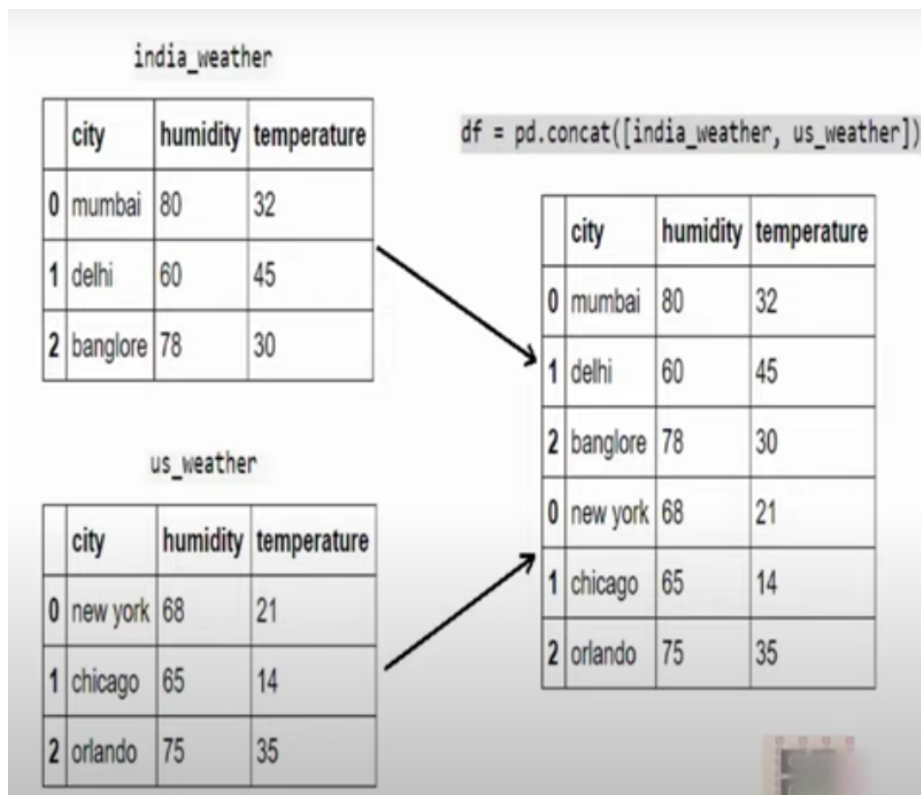 india_weather
city humidity temperature
0 mumbai 80 32
1 delhi 60 45
2 banglore 78 30
us_weather
city humidity temperature
0 new york 68 21
1 chicago 65 14
2 orlando 75 35
df = pd.concat([india_weather, us_weather])
city humidity temperature
0 mumbai 80 32
1 delhi 60 45
2 banglore 78 30
0 new york 68 21
1 chicago 65 14
2 orlando 75 35